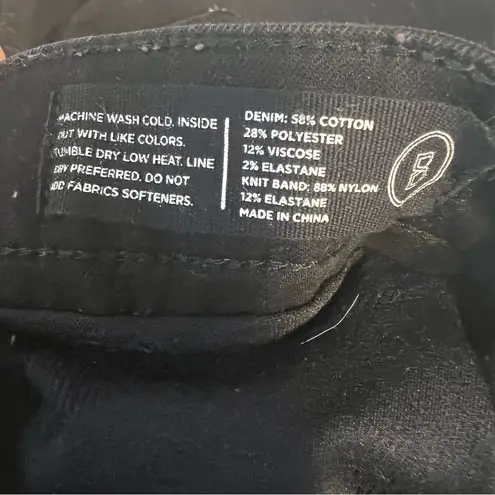 MACHINE WASH COLD. INSIDE
OUT WITH LIKE COLORS.
TUMBLE DRY LOW HEAT. LINE
DRY PREFERRED. DO NOT
ADD FABRICS SOFTENERS.
DENIM: 58% COTTON
28% POLYESTER
12% VISCOSE
2% ELASTANE
KNIT BAND: 88% NYLON
12% ELASTANE
MADE IN CHINA